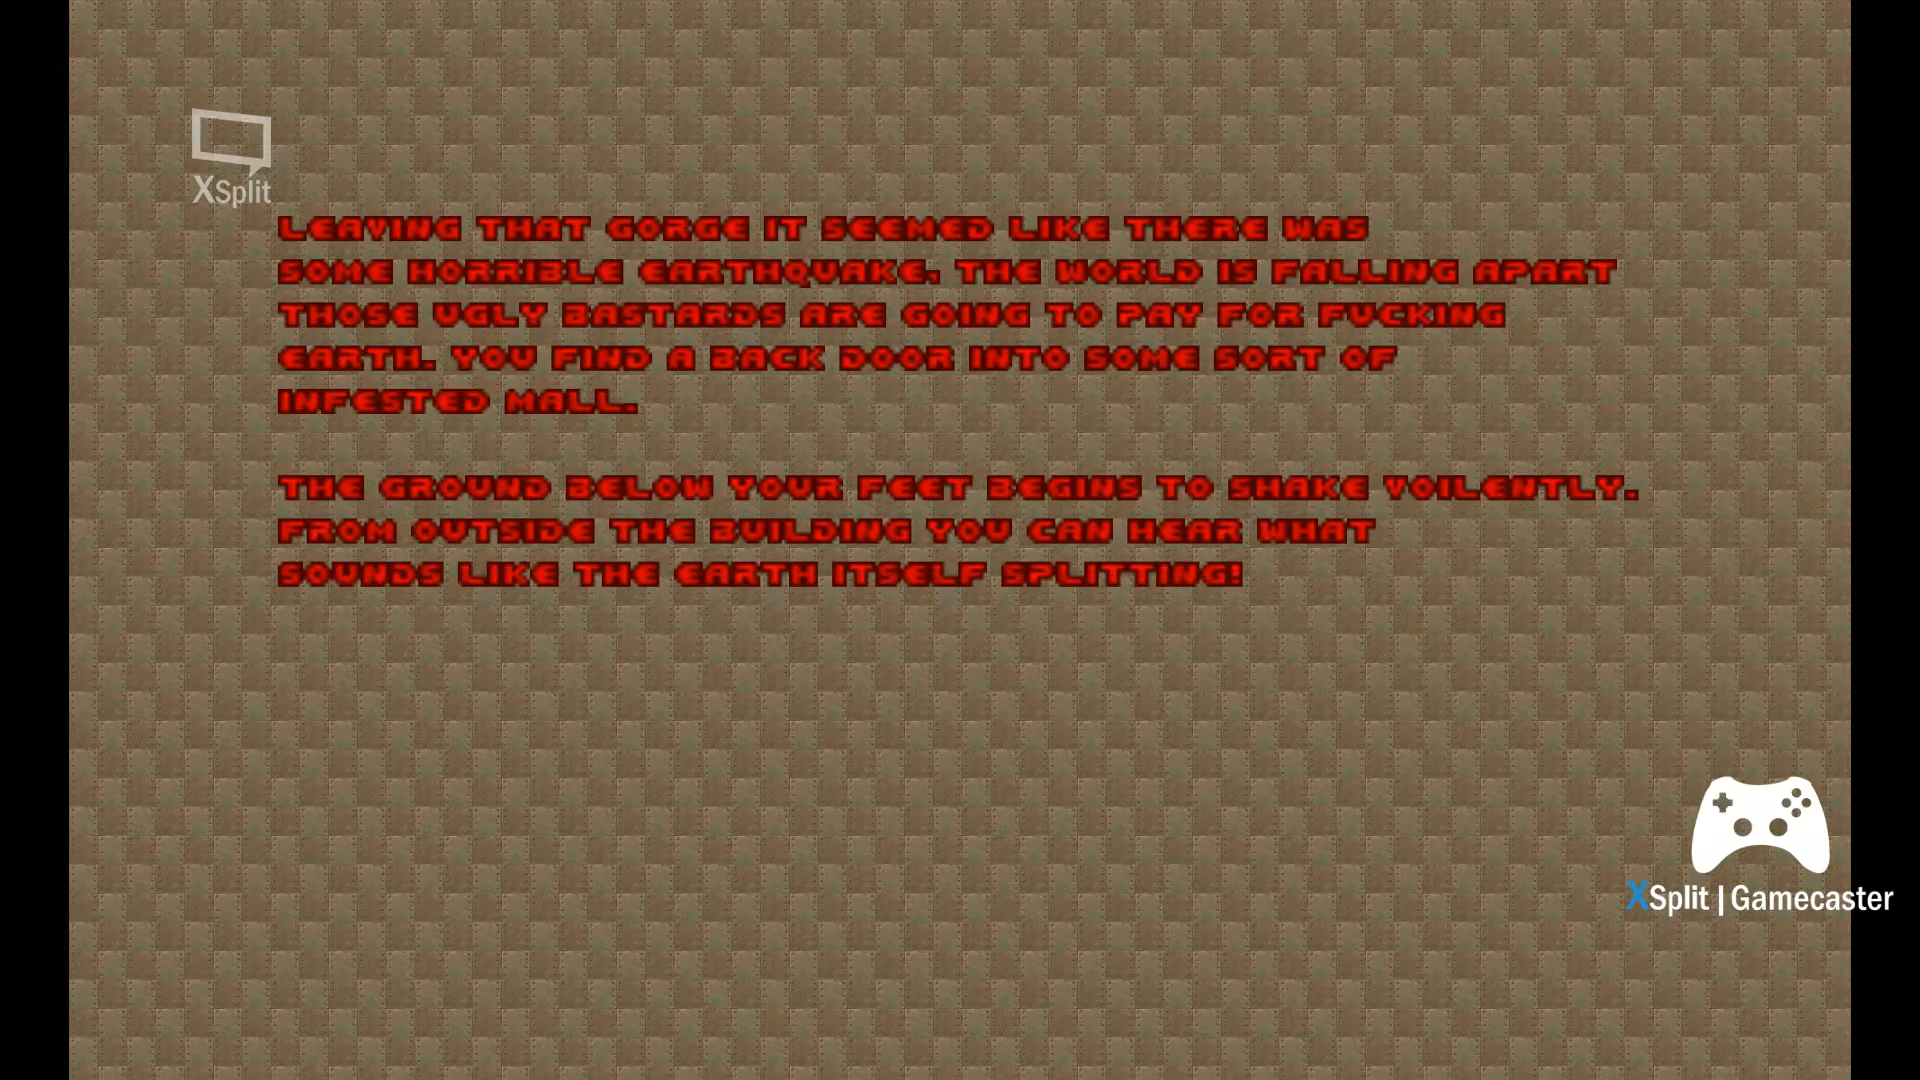 XSplit
LEAVING THAT GORGE IT SEEMED LIKE THERE WAS
SOME HORRIBLE EARTHQUAKE. THE WORLD IS FALLING APART
THOSE UGLY BASTARDS ARE GOING TO PAY FOR FUCKING
EARTH. YOU FIND A BACK DOOR INTO SOME SORT OF
INFESTED MALL.
THE GROUND BELOW YOUR FEET BEGINS TO SHAKE VOILENTLY.
FROM OUTSIDE THE BUILDING YOU CAN HEAR WHAT
SOUNDS LIKE THE EARTH ITSELF SPLITTING!
XSplit | Gamecaster